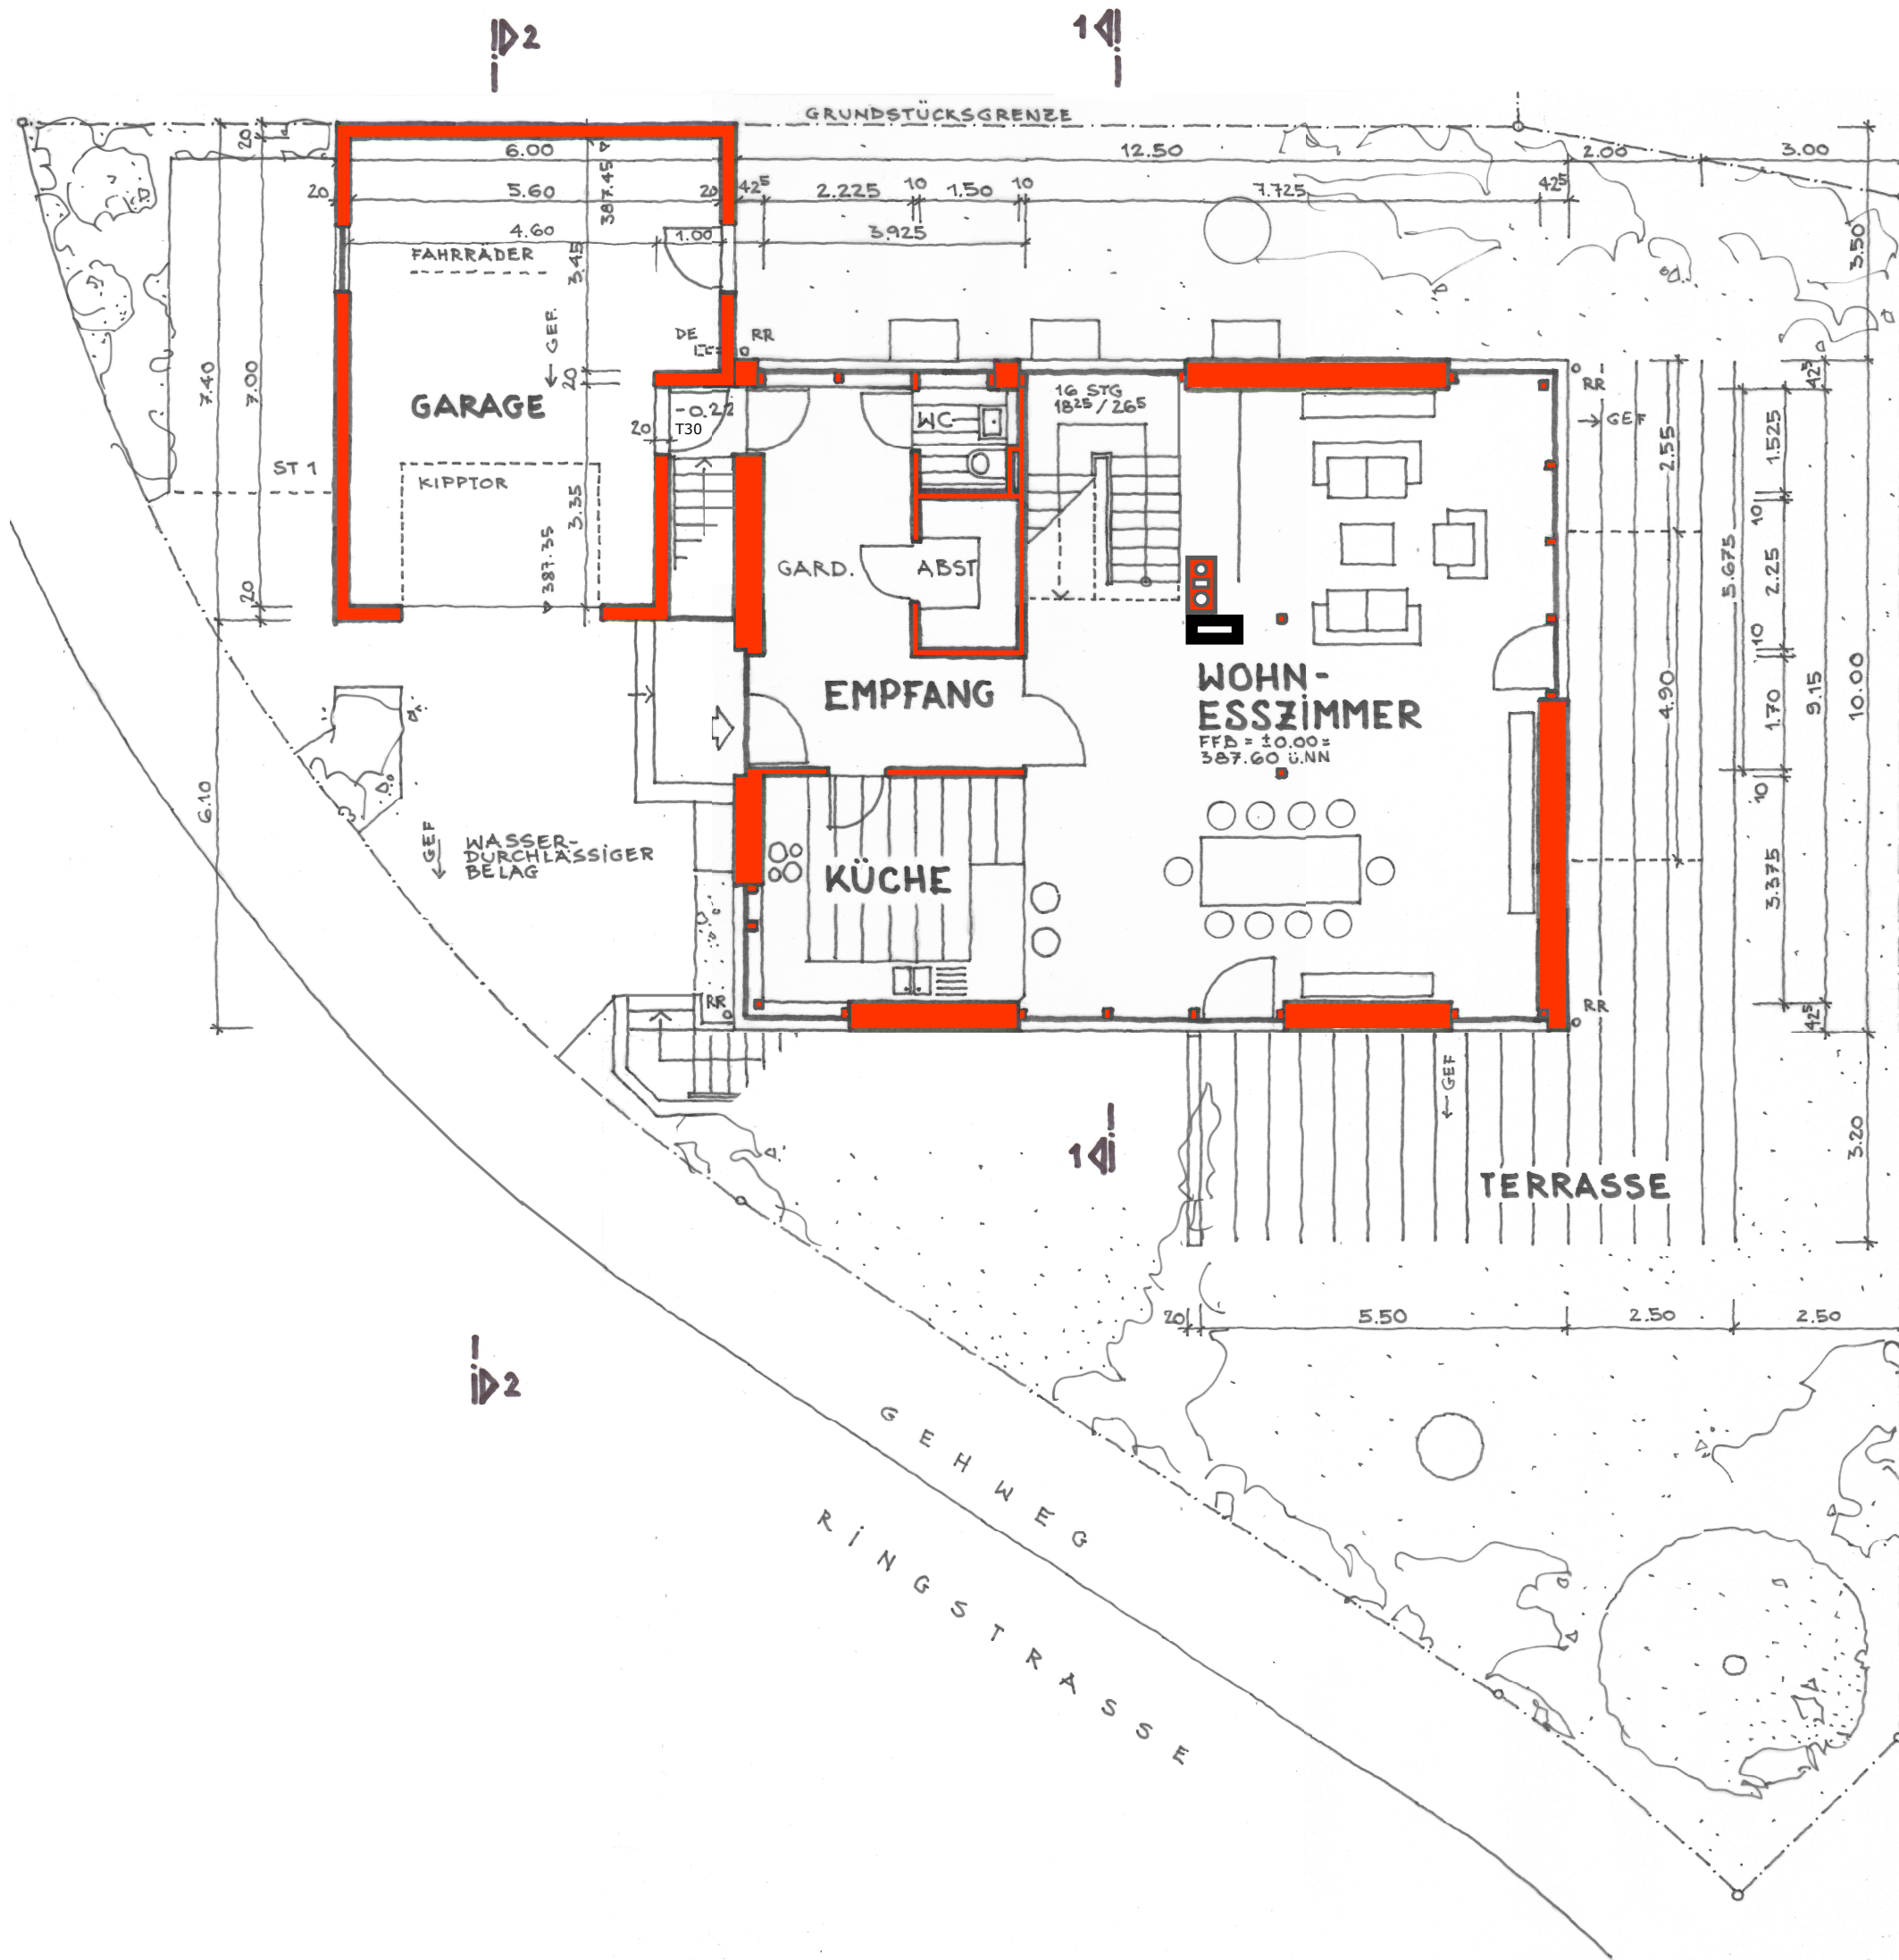 2
1
GRUNDSTÜCKSGRENZE
20
6.00
12.50
2.00
3.00
387.45
20
5.60
20
42⁵
2.225
10
1.50
10
7.725
42⁵
4.60
1.00
3.925
3.50
FAHRRÄDER
3.45
GEF.
DE
RR
7.40
7.00
20
GARAGE
-0.22
T30
20
WC
16 STG
18²⁵/26⁵
RR
GEF
42⁵
2.55
1.525
ST 1
KIPPTOR
3.35
387.35
10
GARD.
ABST
5.675
2.25
20
10
WOHN-
ESSZIMMER
FFB = ±0.00 =
387.60 Ü.NN
EMPFANG
4.90
1.70
9.15
10.00
6.10
10
GEF
WASSER-
DURCHLÄSSIGER
BELAG
KÜCHE
3.375
RR
RR
42⁵
GEF
1
3.20
TERRASSE
20
5.50
2.50
2.50
2
GEHWEG
RINGSTRASSE